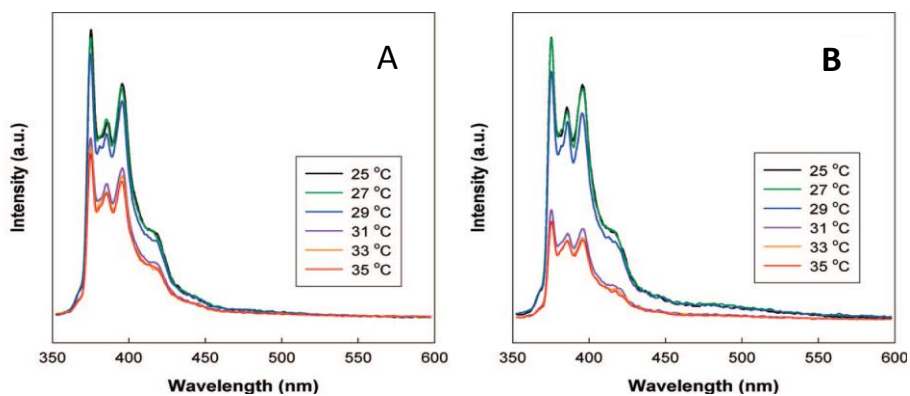 A
Intensity (a.u.)
25 °C
27 °C
29 °C
31 °C
33 °C
35 °C
350 400 450 500 550 600
Wavelength (nm)
B
Intensity (a.u.)
25 °C
27 °C
29 °C
31 °C
33 °C
35 °C
350 400 450 500 550 600
Wavelength (nm)